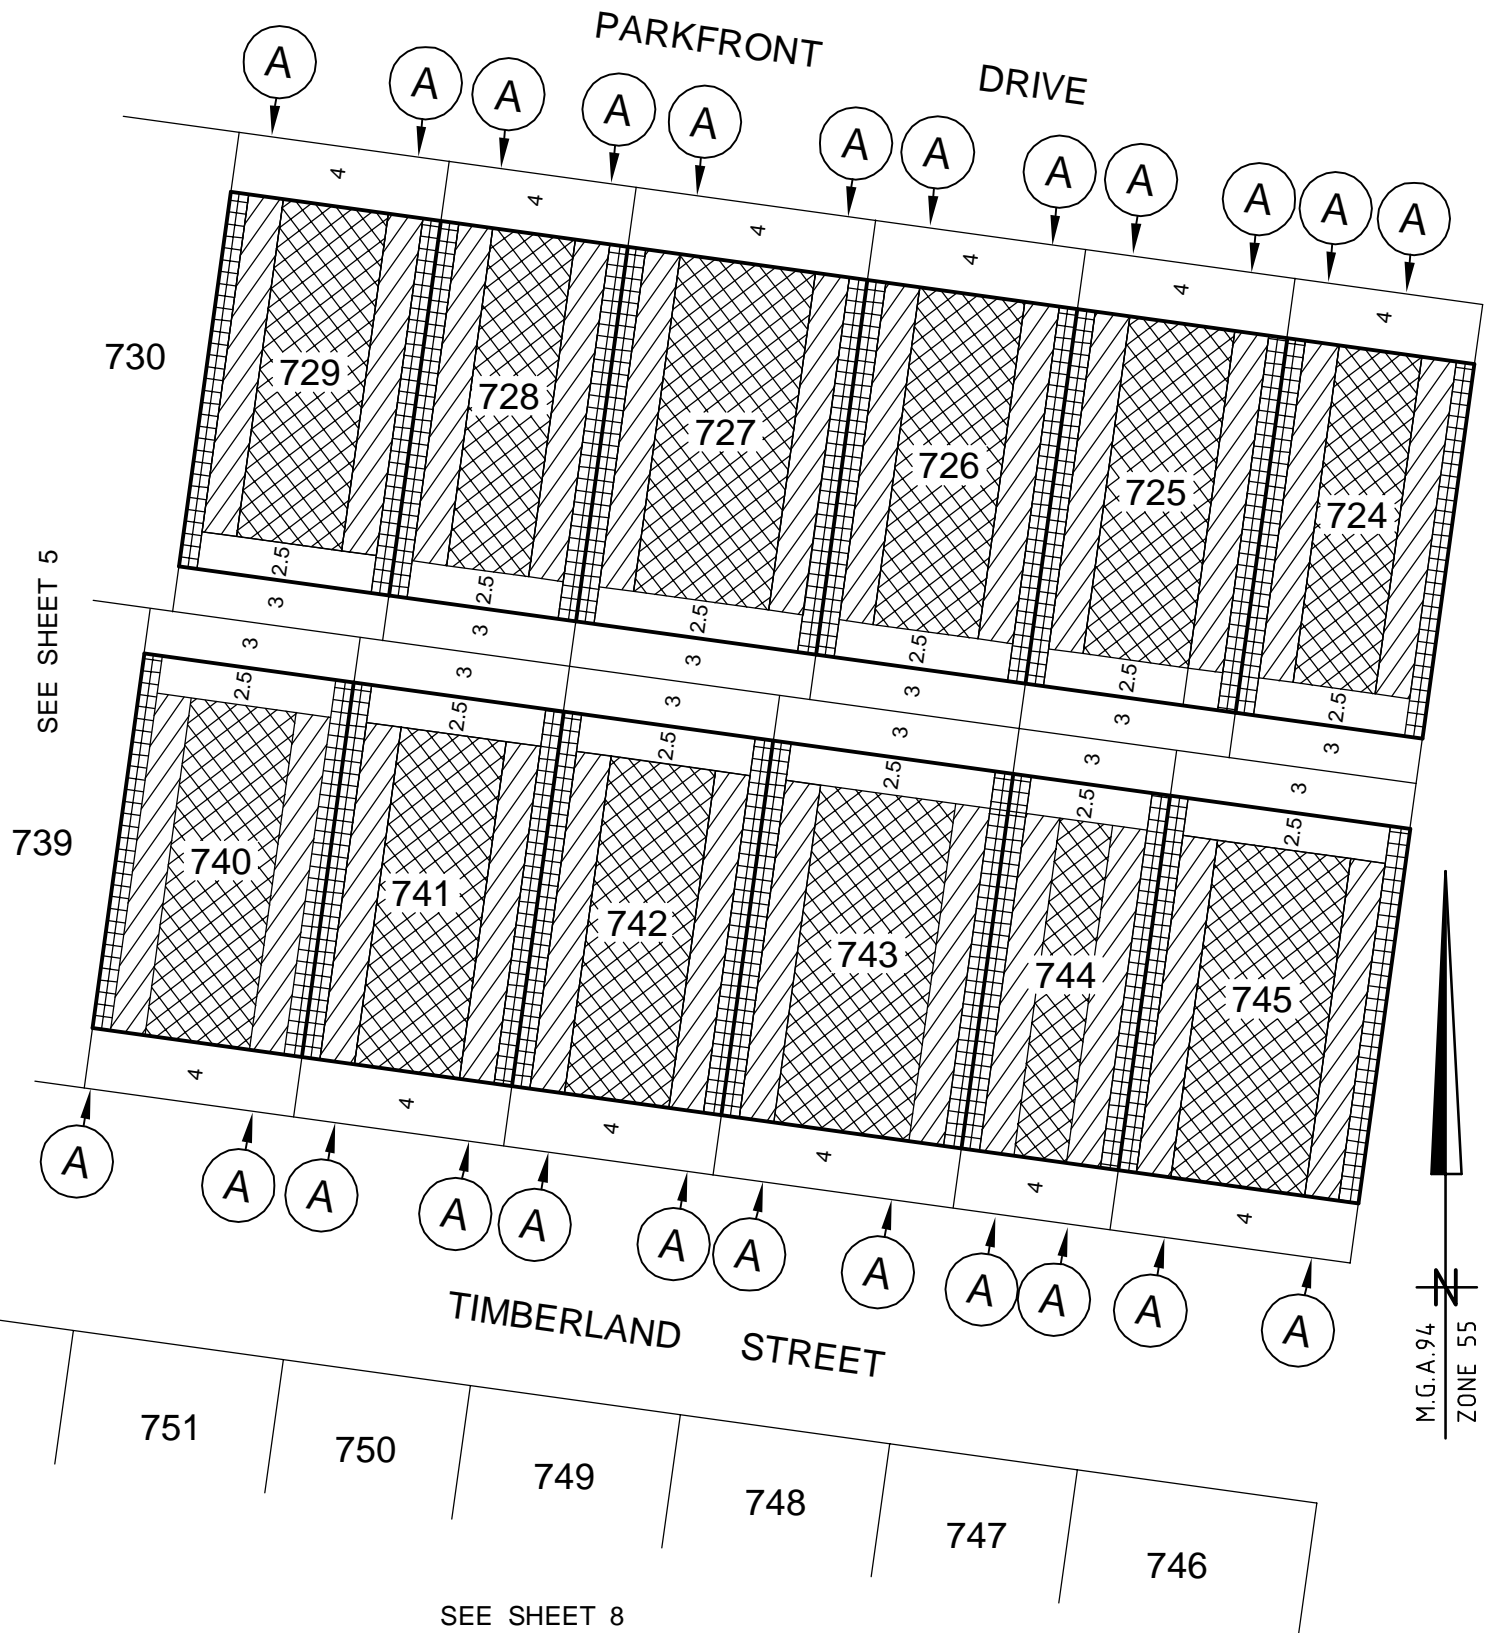 PARKFRONT DRIVE
A A A A A A A A A A A A
4 4 4 4 4 4
730
729 728 727 726 725 724
2.5 2.5 2.5 2.5 2.5 2.5
3 3 3 3 3 3
SEE SHEET 5
3 3 3 3 3 3
2.5 2.5 2.5 2.5 2.5 2.5
739
740 741 742 743 744 745
4 4 4 4 4 4
A A A A A A A A A A A A
TIMBERLAND STREET
N
M.G.A.94
ZONE 55
751 750 749 748 747 746
SEE SHEET 8